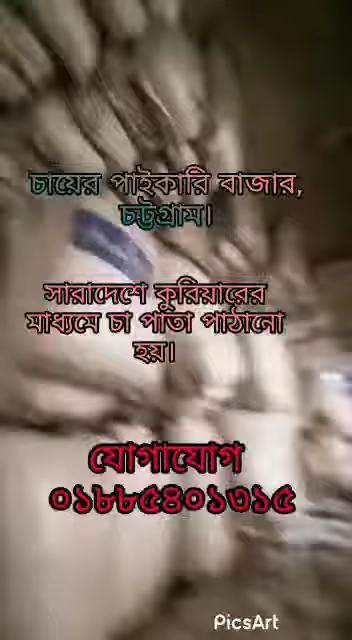 চায়ের পাইকারি বাজার,
চট্টগ্রাম।
সারাদেশে কুরিয়ারের
মাধ্যমে চা পাতা পাঠানো
হয়।
যোগাযোগ
০১৮৮৫৪০১৩১৫
PicsArt